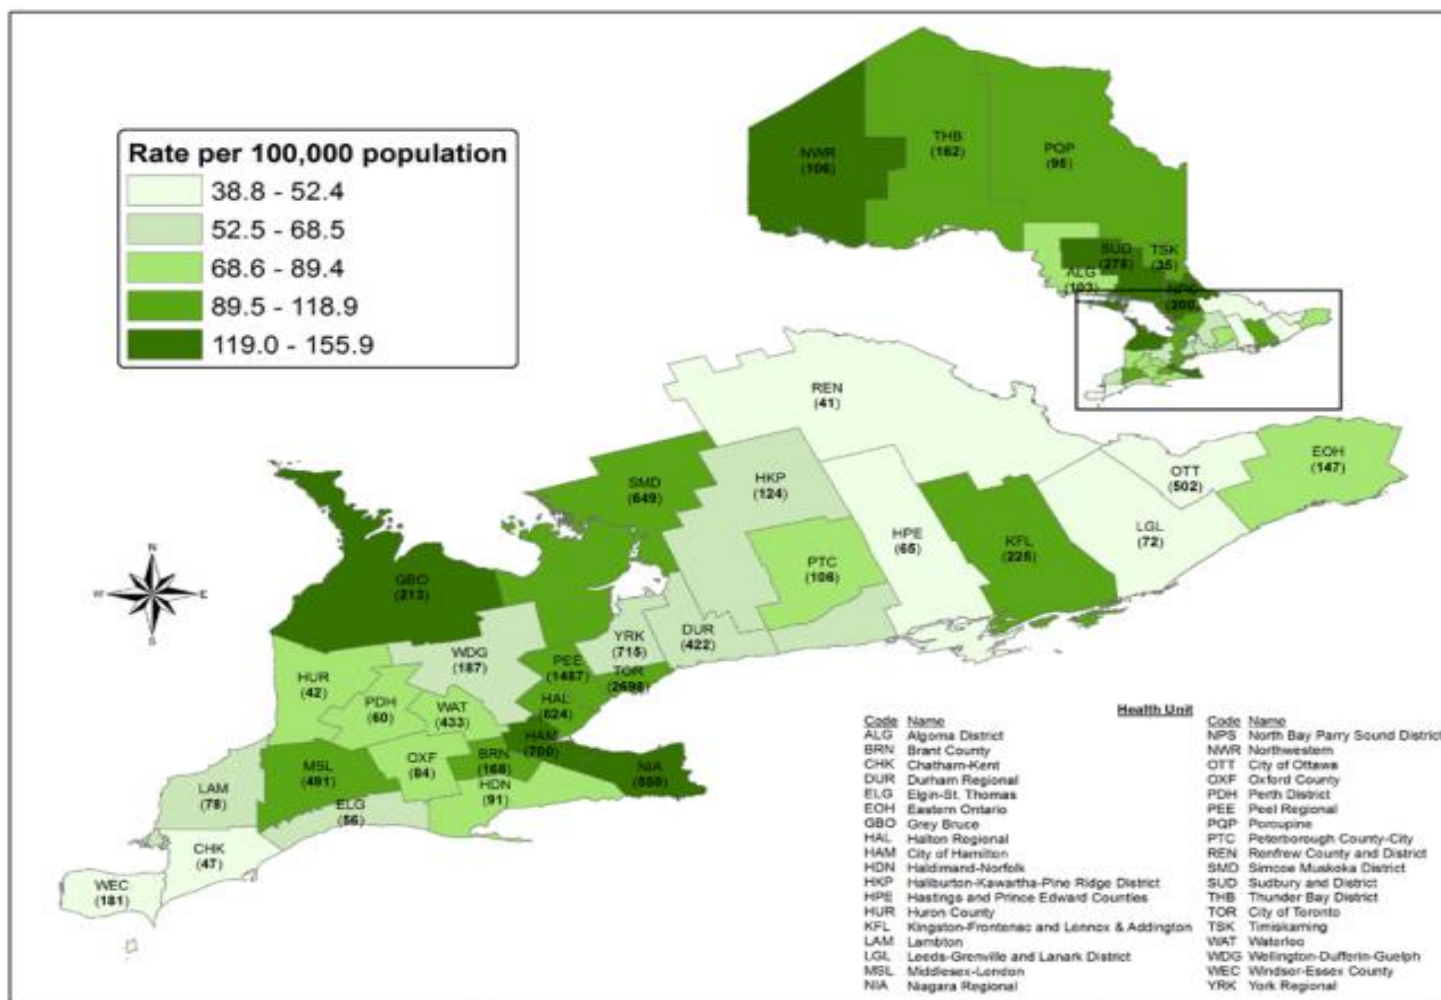 Rate per 100,000 population
38.8 - 52.4
52.5 - 68.5
68.6 - 89.4
89.5 - 118.9
119.0 - 155.9
NWR
(106)
THB
(162)
PQP
(95)
SUD
(278)
TSK
(35)
ALG
NPS
REN
(41)
SMD
(649)
HKP
(124)
OTT
(502)
EOH
(147)
HPE
(65)
KFL
(225)
LGL
(72)
PTC
(106)
GBO
(213)
N
W
E
S
WDG
(187)
YRK
(715)
DUR
(422)
PEE
(1487)
TOR
(2698)
HUR
(42)
PDH
(60)
WAT
(433)
HAL
(624)
HAM
(700)
MSL
(491)
OXF
(84)
BRN
(168)
NIA
HDN
(91)
LAM
(78)
ELG
(56)
CHK
(47)
WEC
(181)
Health Unit
Code Name
ALG Algoma District
BRN Brant County
CHK Chatham-Kent
DUR Durham Regional
ELG Elgin-St. Thomas
EOH Eastern Ontario
GBO Grey Bruce
HAL Halton Regional
HAM City of Hamilton
HDN Haldimand-Norfolk
HKP Haliburton-Kawartha-Pine Ridge District
HPE Hastings and Prince Edward Counties
HUR Huron County
KFL Kingston-Frontenac and Lennox & Addington
LAM Lambton
LGL Leeds-Grenville and Lanark District
MSL Middlesex-London
NIA Niagara Regional
Code Name
NPS North Bay Parry Sound District
NWR Northwestern
OTT City of Ottawa
OXF Oxford County
PDH Perth District
PEE Peel Regional
PQP Porcupine
PTC Peterborough County-City
REN Renfrew County and District
SMD Simcoe Muskoka District
SUD Sudbury and District
THB Thunder Bay District
TOR City of Toronto
TSK Timiskaming
WAT Waterloo
WDG Wellington-Dufferin-Guelph
WEC Windsor-Essex County
YRK York Regional